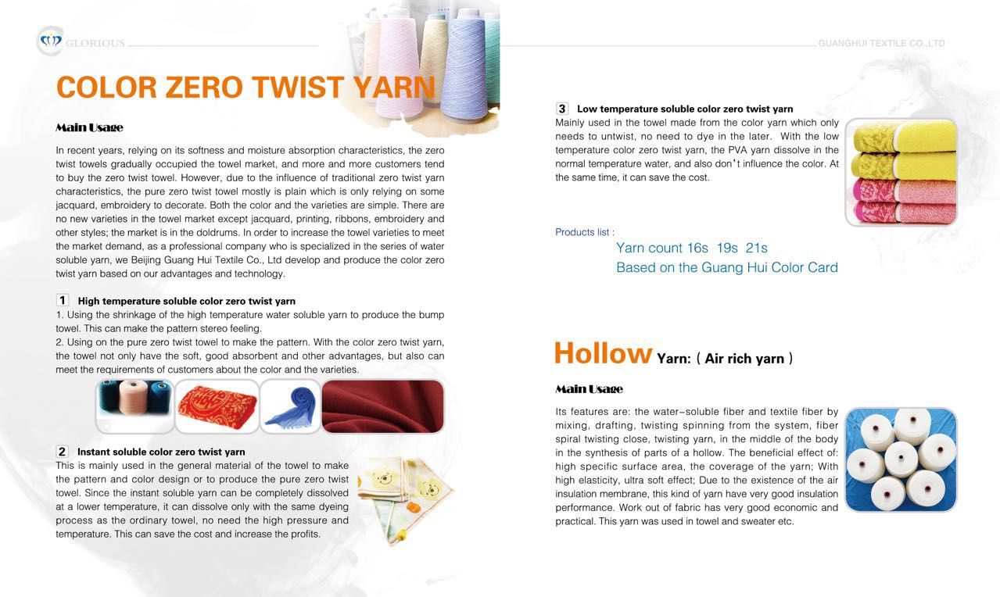 GLORIOUS
GUANGHUI TEXTILE CO.,LTD
COLOR ZERO TWIST YARN
Main Usage
In recent years, relying on its softness and moisture absorption characteristics, the zero
twist towels gradually occupied the towel market, and more and more customers tend
to buy the zero twist towel. However, due to the influence of traditional zero twist yarn
characteristics, the pure zero twist towel mostly is plain which is only relying on some
jacquard, embroidery to decorate. Both the color and the varieties are simple. There are
no new varieties in the towel market except jacquard, printing, ribbons, embroidery and
other styles; the market is in the doldrums. In order to increase the towel varieties to meet
the market demand, as a professional company who is specialized in the series of water
soluble yarn, we Beijing Guang Hui Textile Co., Ltd develop and produce the color zero
twist yarn based on our advantages and technology.
1 High temperature soluble color zero twist yarn
1. Using the shrinkage of the high temperature water soluble yarn to produce the bump
towel. This can make the pattern stereo feeling.
2. Using on the pure zero twist towel to make the pattern. With the color zero twist yarn,
the towel not only have the soft, good absorbent and other advantages, but also can
meet the requirements of customers about the color and the varieties.
2 Instant soluble color zero twist yarn
This is mainly used in the general material of the towel to make
the pattern and color design or to produce the pure zero twist
towel. Since the instant soluble yarn can be completely dissolved
at a lower temperature, it can dissolve only with the same dyeing
process as the ordinary towel, no need the high pressure and
temperature. This can save the cost and increase the profits.
3 Low temperature soluble color zero twist yarn
Mainly used in the towel made from the color yarn which only
needs to untwist, no need to dye in the later. With the low
temperature color zero twist yarn, the PVA yarn dissolve in the
normal temperature water, and also don't influence the color. At
the same time, it can save the cost.
Products list :
Yarn count 16s 19s 21s
Based on the Guang Hui Color Card
Hollow Yarn: ( Air rich yarn )
Main Usage
Its features are: the water-soluble fiber and textile fiber by
mixing, drafting, twisting spinning from the system, fiber
spiral twisting close, twisting yarn, in the middle of the body
in the synthesis of parts of a hollow. The beneficial effect of:
high specific surface area, the coverage of the yarn; With
high elasticity, ultra soft effect; Due to the existence of the air
insulation membrane, this kind of yarn have very good insulation
performance. Work out of fabric has very good economic and
practical. This yarn was used in towel and sweater etc.